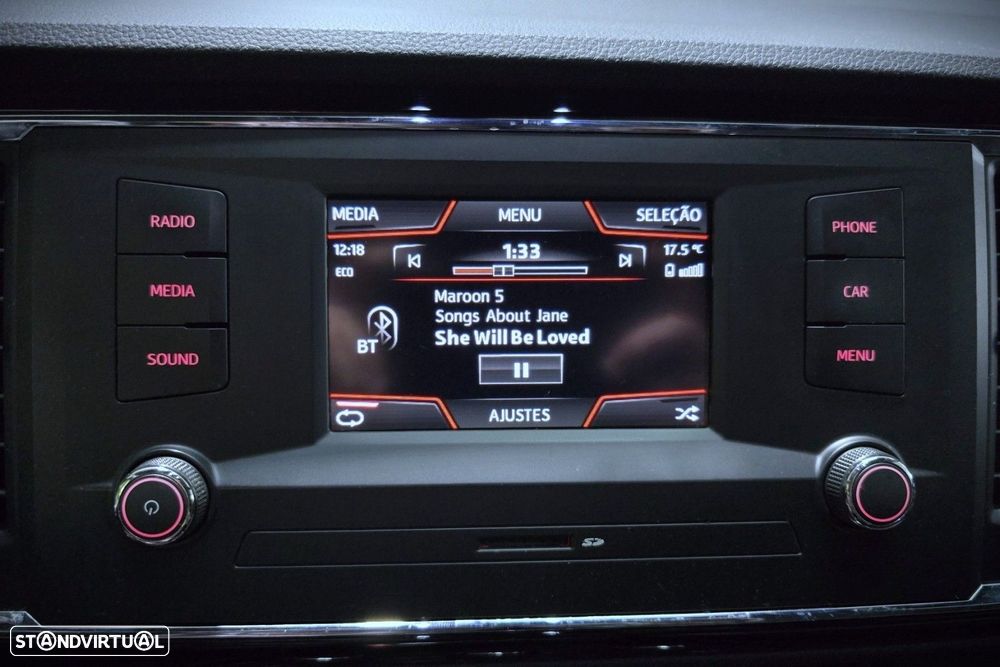 RADIO
MEDIA
SOUND
MEDIA MENU SELEÇÃO
12:18 1:33 17.5 °C
ECO
Maroon 5
Songs About Jane
She Will Be Loved
BT
AJUSTES
PHONE
CAR
MENU
SD
STANDVIRTUAL